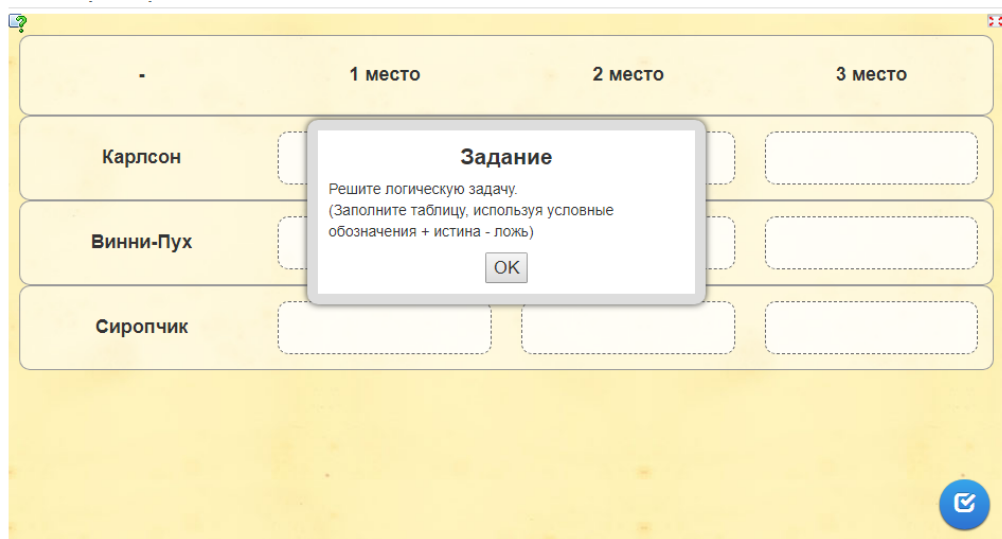 - 1 место 2 место 3 место
Карлсон
Задание
Решите логическую задачу.
(Заполните таблицу, используя условные
обозначения + истина - ложь)
OK
Винни-Пух
Сиропчик